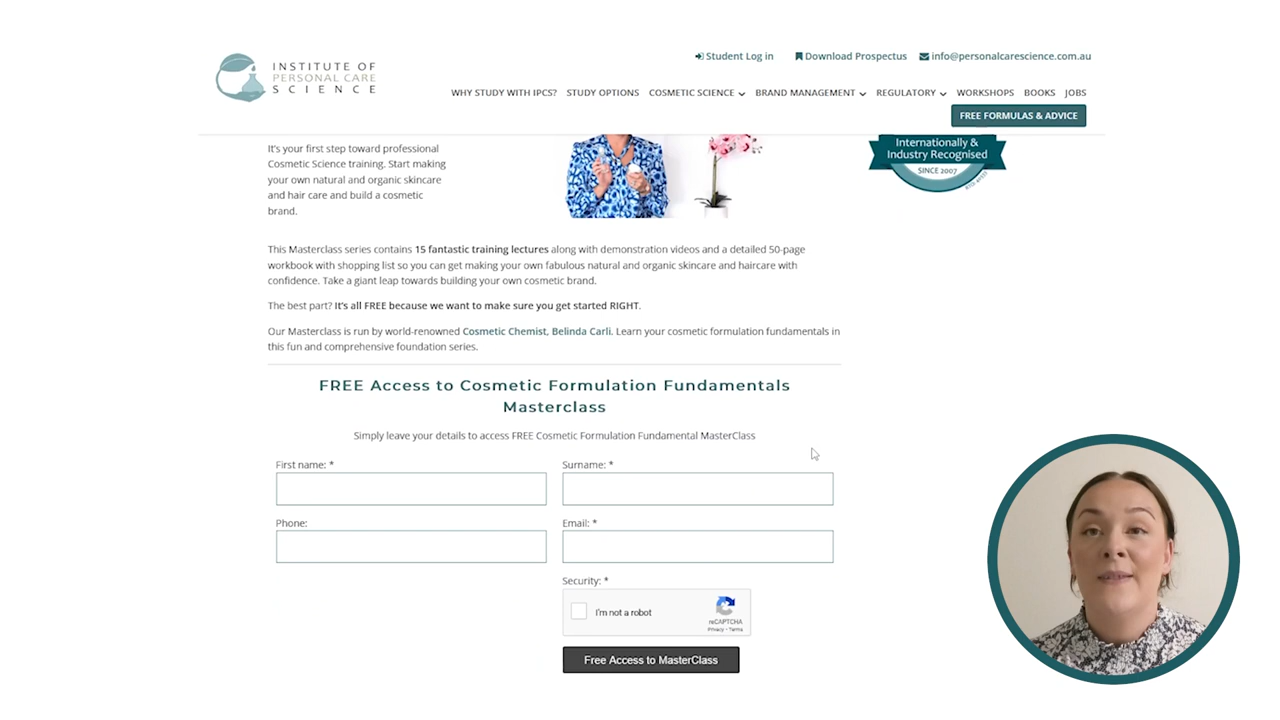 INSTITUTE OF
PERSONAL CARE
SCIENCE
Student Log in
Download Prospectus
info@personalcarescience.com.au
WHY STUDY WITH IPCS?
STUDY OPTIONS
COSMETIC SCIENCE
BRAND MANAGEMENT
REGULATORY
WORKSHOPS
BOOKS
JOBS
FREE FORMULAS & ADVICE
It's your first step toward professional
Cosmetic Science training. Start making
your own natural and organic skincare
and hair care and build a cosmetic
brand.
Internationally &
Industry Recognised
SINCE 2007
This Masterclass series contains 15 fantastic training lectures along with demonstration videos and a detailed 50-page
workbook with shopping list so you can get making your own fabulous natural and organic skincare and haircare with
confidence. Take a giant leap towards building your own cosmetic brand.
The best part? It's all FREE because we want to make sure you get started RIGHT.
Our Masterclass is run by world-renowned Cosmetic Chemist, Belinda Carli. Learn your cosmetic formulation fundamentals in
this fun and comprehensive foundation series.
FREE Access to Cosmetic Formulation Fundamentals
Masterclass
Simply leave your details to access FREE Cosmetic Formulation Fundamental MasterClass
First name: *
Surname: *
Phone:
Email: *
Security: *
I'm not a robot
reCAPTCHA
Privacy - Terms
Free Access to MasterClass